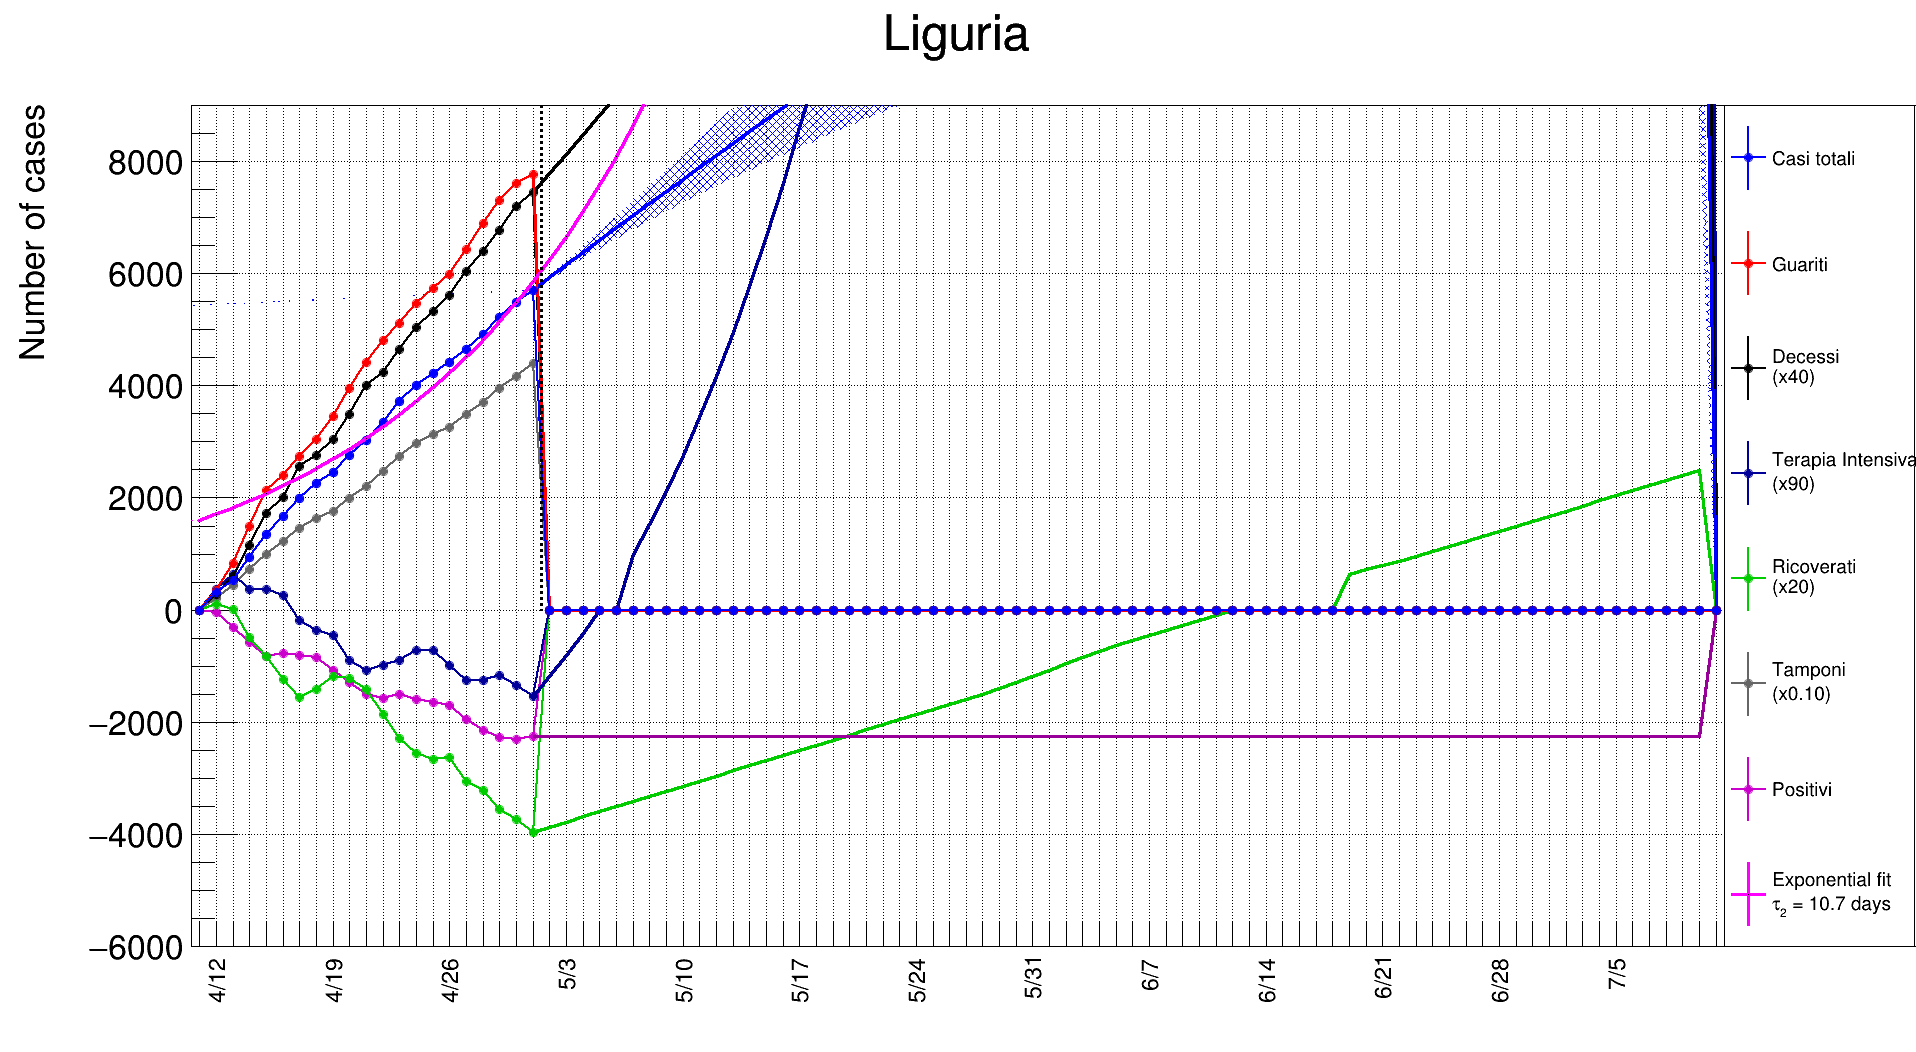 Liguria
Number of cases
8000
6000
4000
2000
0
−2000
−4000
−6000
4/12
4/19
4/26
5/3
5/10
5/17
5/24
5/31
6/7
6/14
6/21
6/28
7/5
Casi totali
Guariti
Decessi
(x40)
Terapia Intensiva
(x90)
Ricoverati
(x20)
Tamponi
(x0.10)
Positivi
Exponential fit
τ₂ = 10.7 days